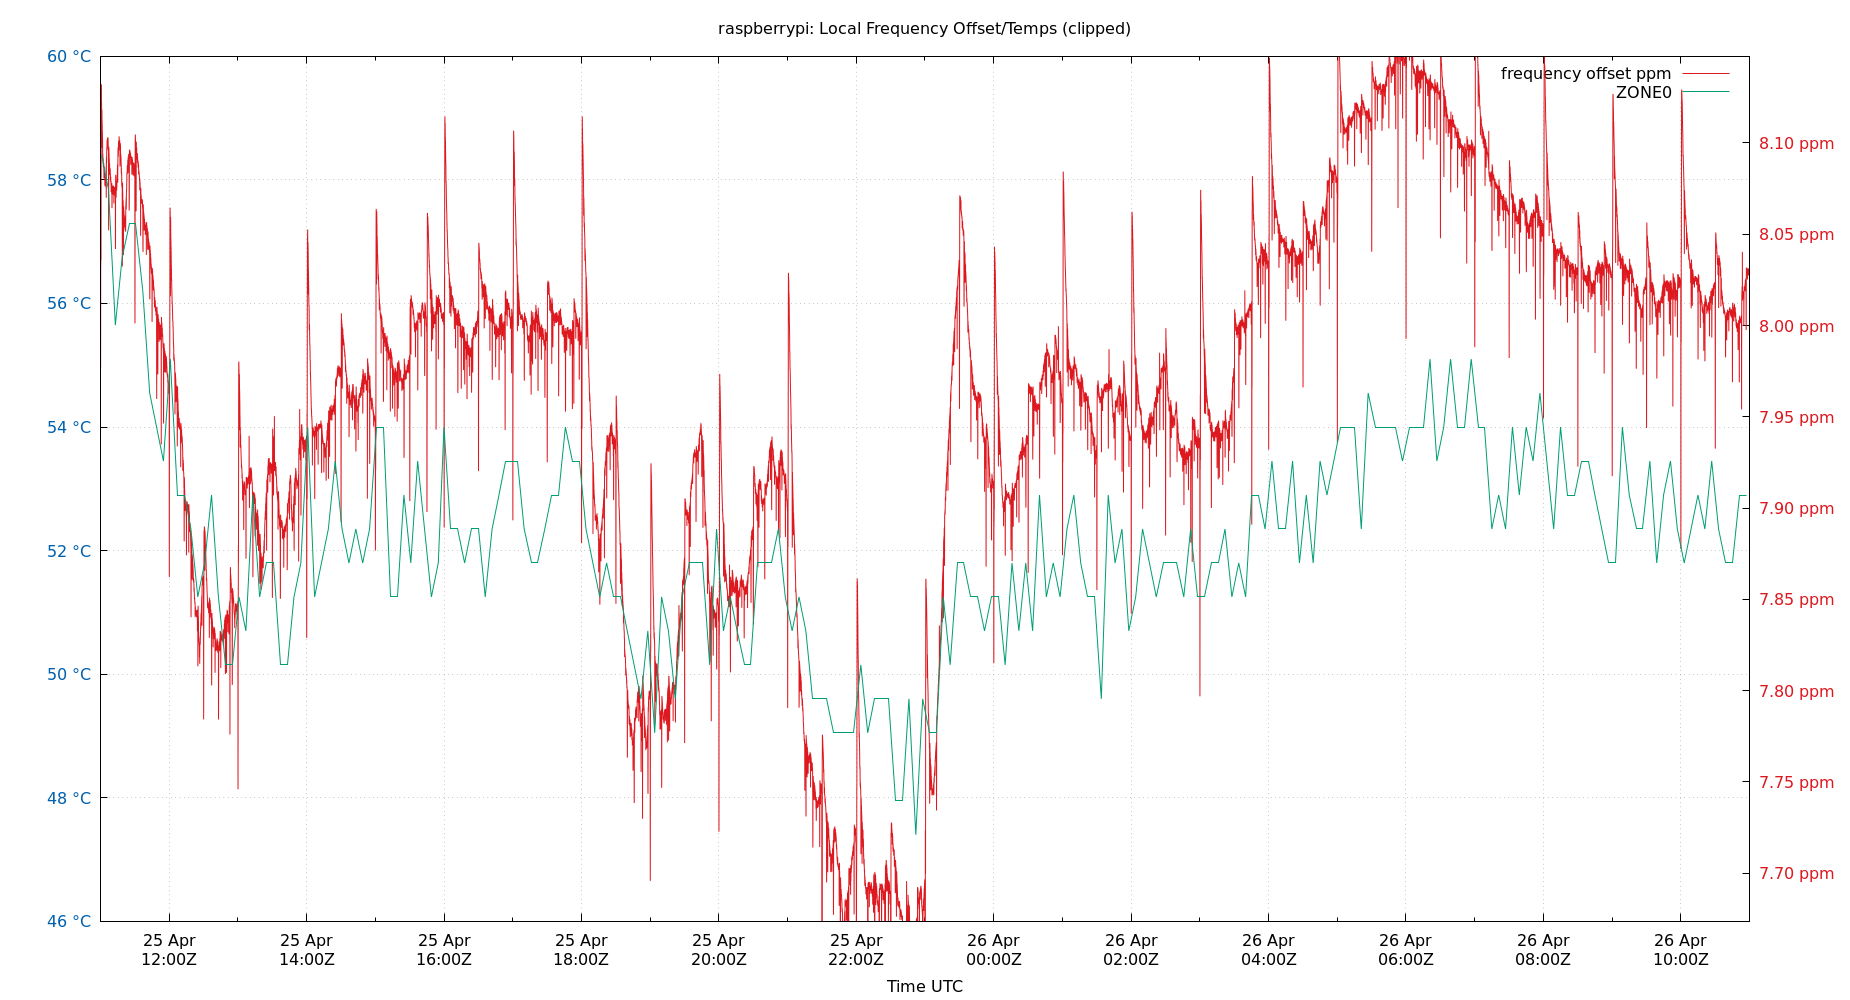 raspberrypi: Local Frequency Offset/Temps (clipped)
60 °C
58 °C
56 °C
54 °C
52 °C
50 °C
48 °C
46 °C
frequency offset ppm
ZONE0
8.10 ppm
8.05 ppm
8.00 ppm
7.95 ppm
7.90 ppm
7.85 ppm
7.80 ppm
7.75 ppm
7.70 ppm
25 Apr 25 Apr 25 Apr 25 Apr 25 Apr 25 Apr 26 Apr 26 Apr 26 Apr 26 Apr 26 Apr 26 Apr
12:00Z 14:00Z 16:00Z 18:00Z 20:00Z 22:00Z 00:00Z 02:00Z 04:00Z 06:00Z 08:00Z 10:00Z
Time UTC